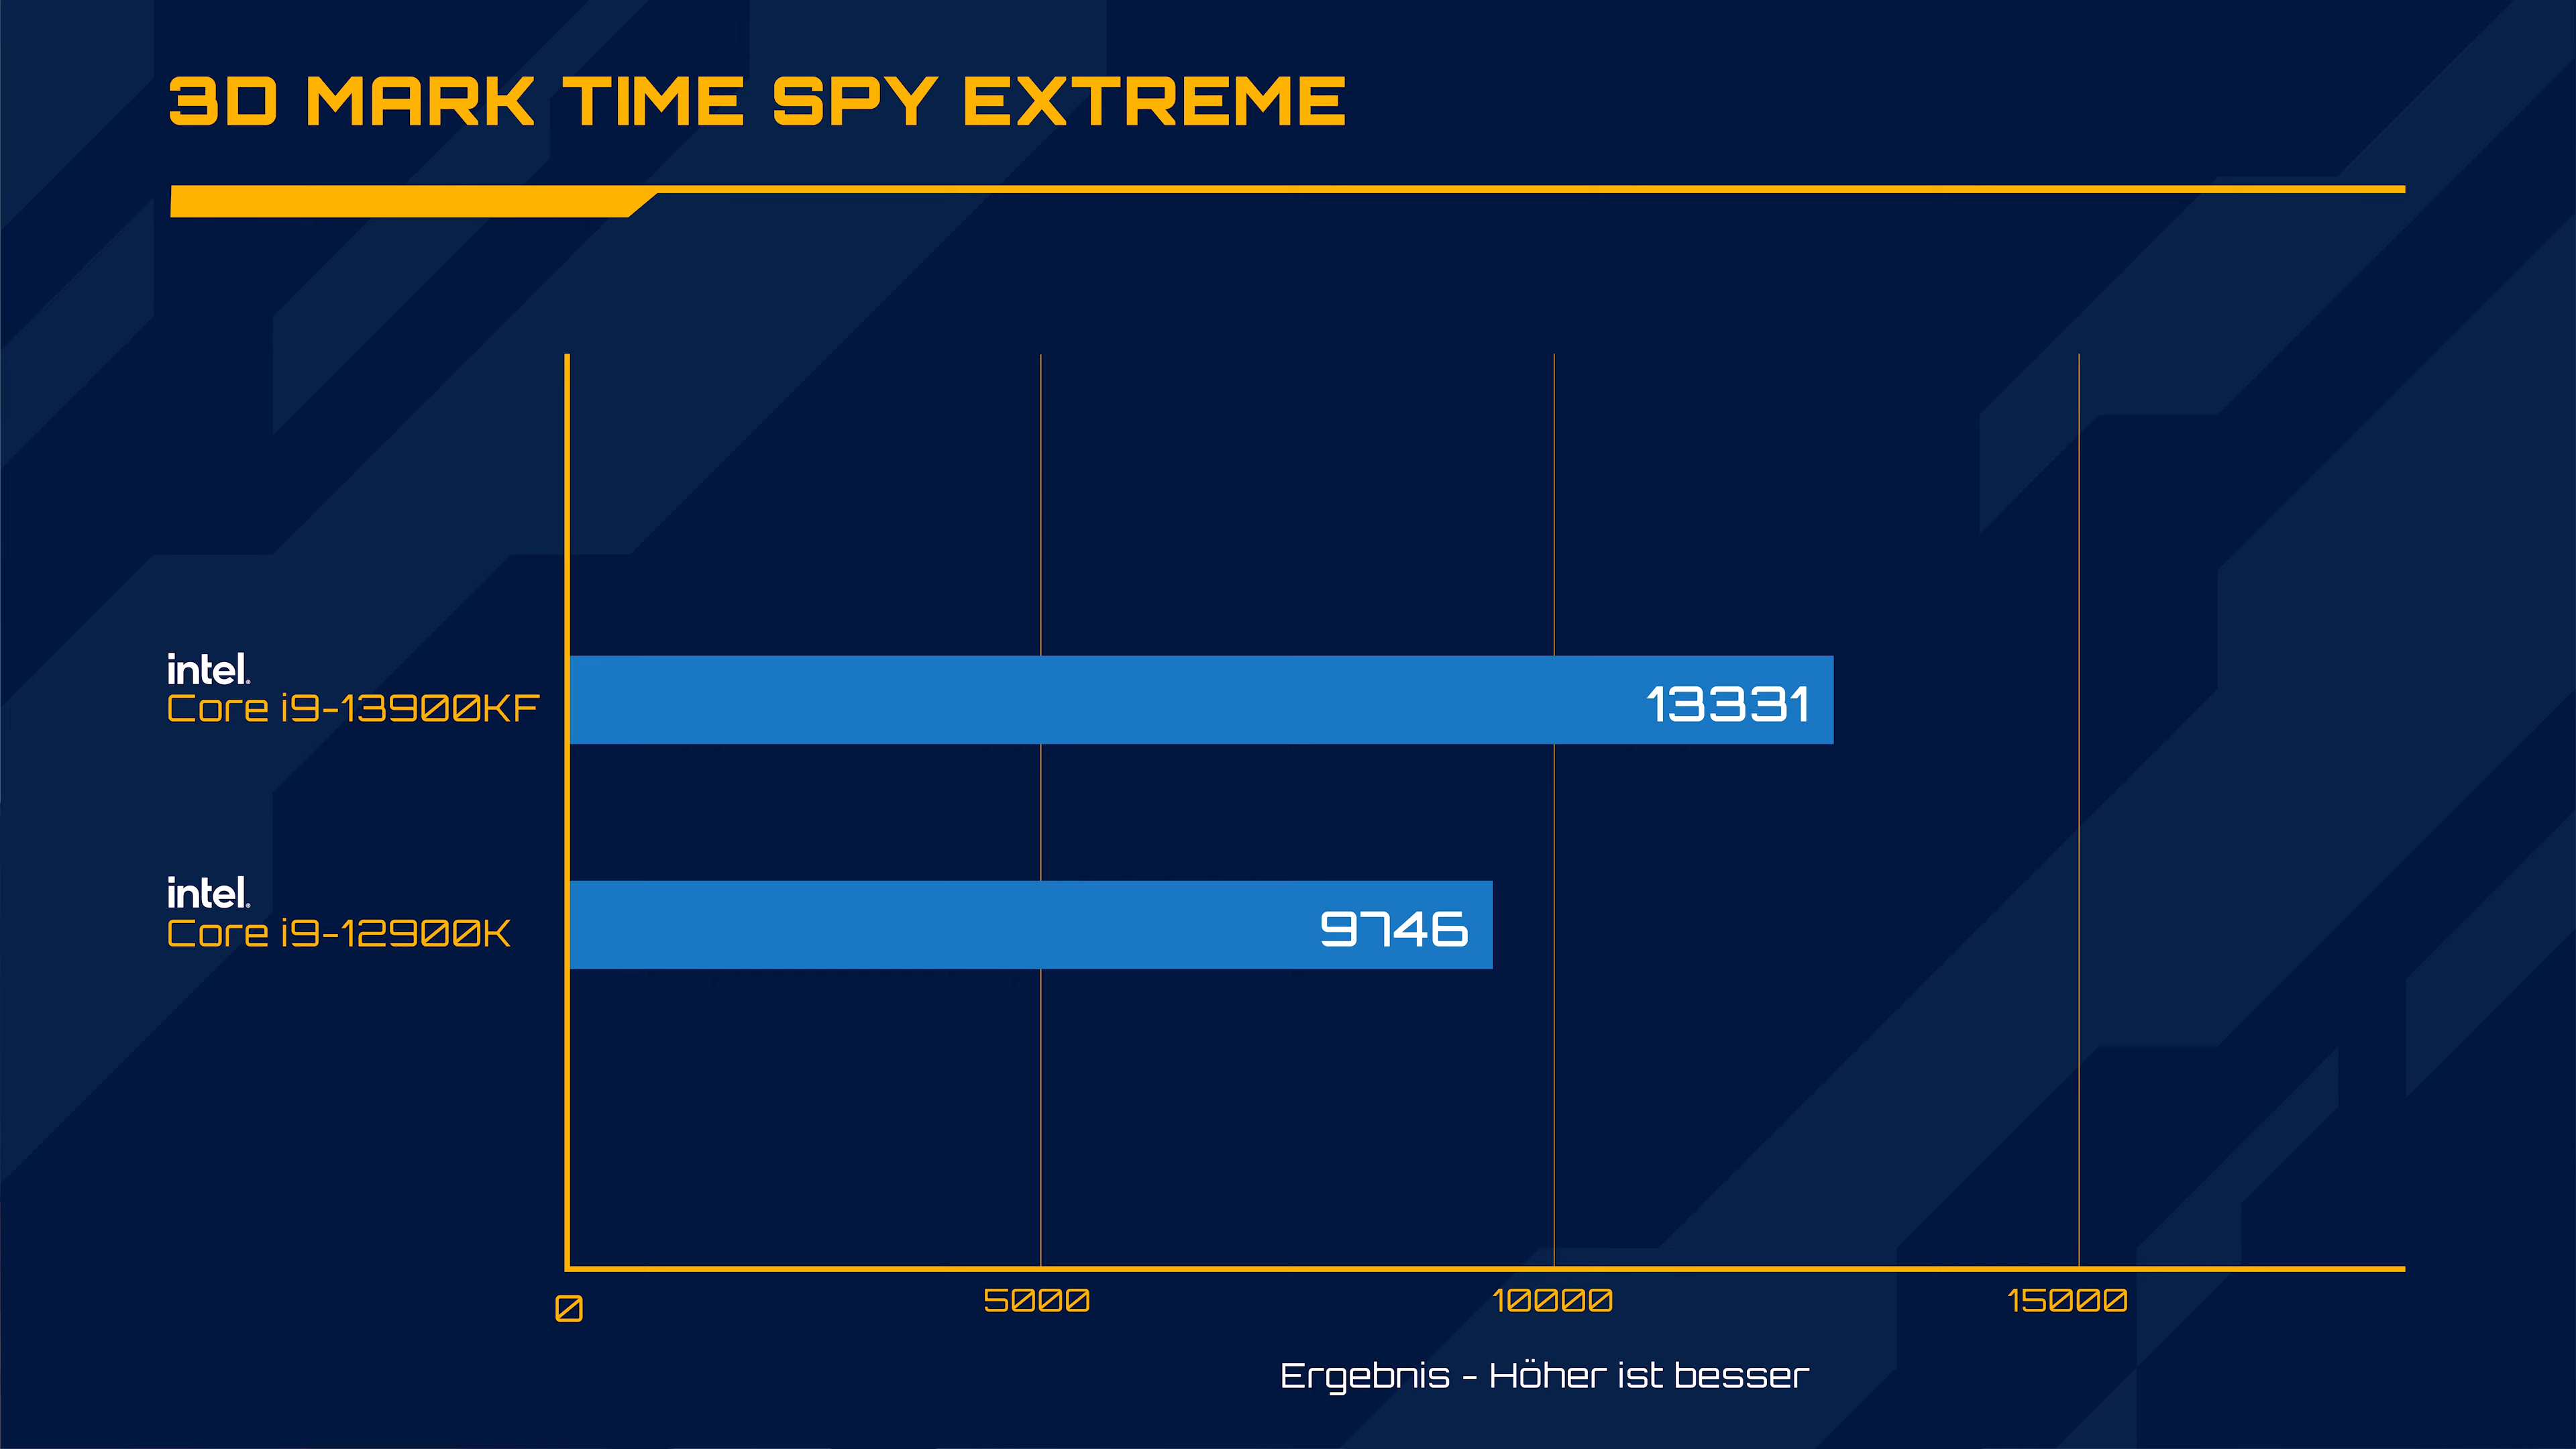 3D MARK TIME SPY EXTREME
intel.
Core i9-13900KF
13331
intel.
Core i9-12900K
9746
0 5000 10000 15000
Ergebnis - Höher ist besser